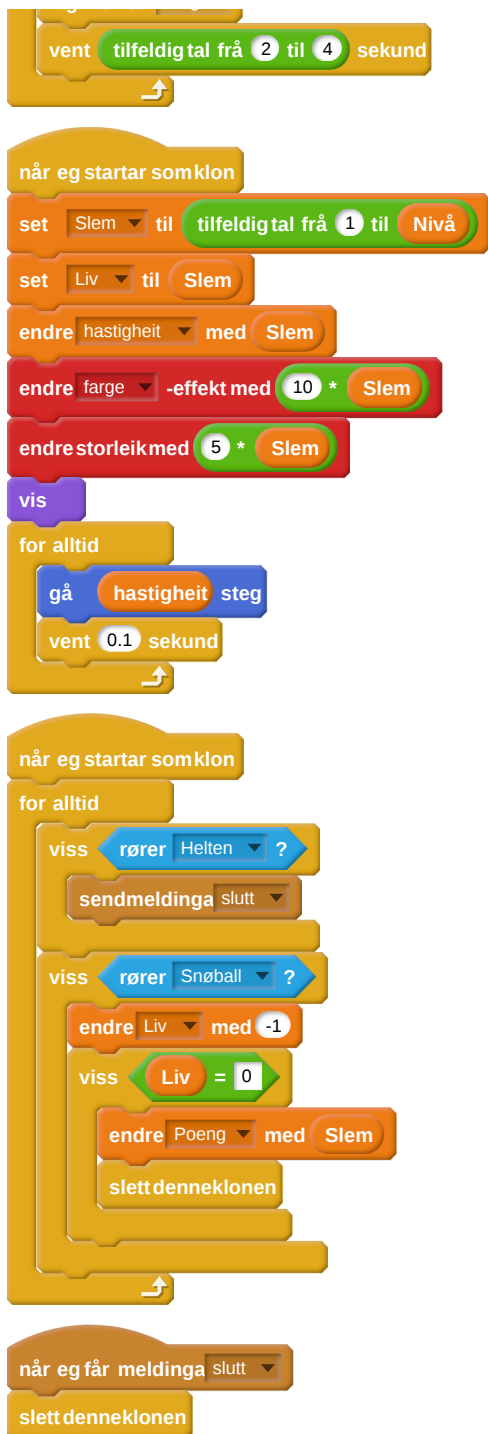 vent tilfeldig tal frå 2 til 4 sekund
når eg startar som klon
set Slem til tilfeldig tal frå 1 til Nivå
set Liv til Slem
endre hastigheit med Slem
endre farge -effekt med 10 * Slem
endre storleik med 5 * Slem
vis
for alltid
gå hastigheit steg
vent 0.1 sekund
når eg startar som klon
for alltid
viss rører Helten ?
send meldinga slutt
viss rører Snøball ?
endre Liv med -1
viss Liv = 0
endre Poeng med Slem
slett denne klonen
når eg får meldinga slutt
slett denne klonen